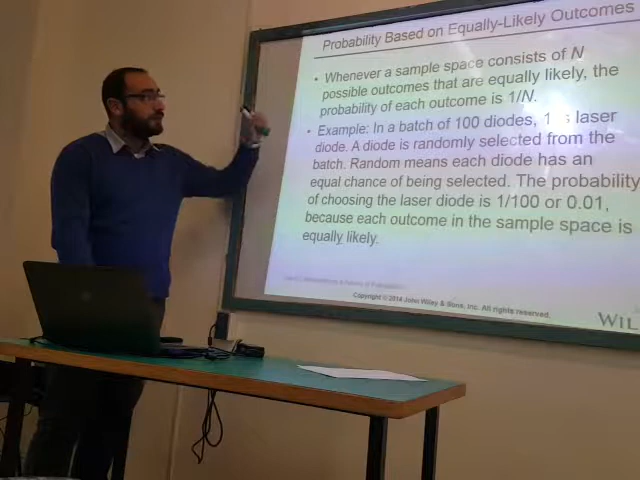 Probability Based on Equally-Likely Outcomes
• Whenever a sample space consists of N
possible outcomes that are equally likely, the
probability of each outcome is 1/N.
• Example: In a batch of 100 diodes, 1 laser
diode. A diode is randomly selected from the
batch. Random means each diode has an
equal chance of being selected. The probability
of choosing the laser diode is 1/100 or 0.01,
because each outcome in the sample space is
equally likely.
Copyright © 2014 John Wiley & Sons, Inc. All rights reserved.
WIL